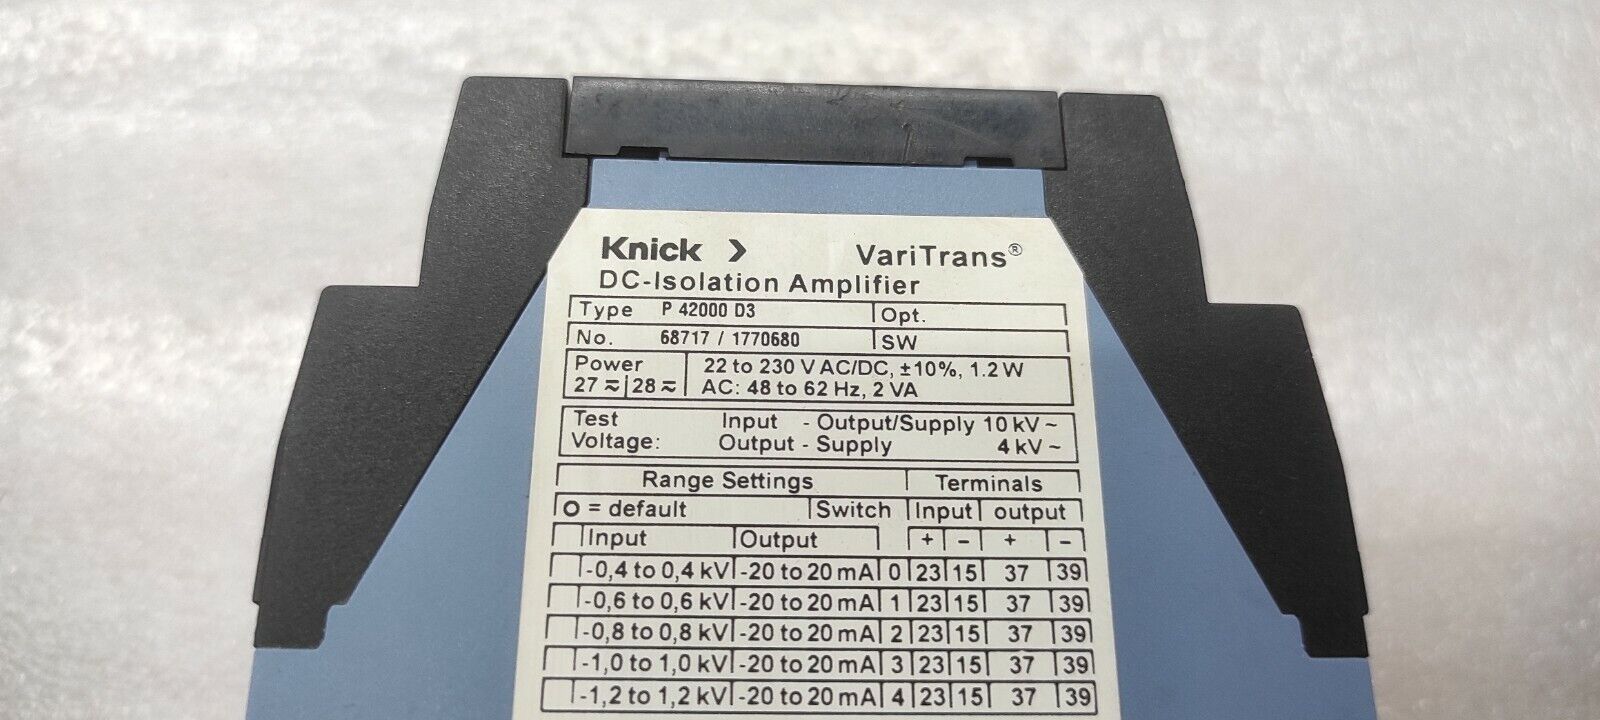 Knick >
VariTrans®
DC-Isolation Amplifier
Type P 42000 D3 Opt.
No. 68717 / 1770680 SW
Power 22 to 230 V AC/DC, ±10%, 1.2 W
27 ≂ 28 ≂ AC: 48 to 62 Hz, 2 VA
Test Input - Output/Supply 10 kV ~
Voltage: Output - Supply 4 kV ~
Range Settings Terminals
O = default Switch Input output
Input Output + - + -
-0,4 to 0,4 kV -20 to 20 mA 0 23 15 37 39
-0,6 to 0,6 kV -20 to 20 mA 1 23 15 37 39
-0,8 to 0,8 kV -20 to 20 mA 2 23 15 37 39
-1,0 to 1,0 kV -20 to 20 mA 3 23 15 37 39
-1,2 to 1,2 kV -20 to 20 mA 4 23 15 37 39